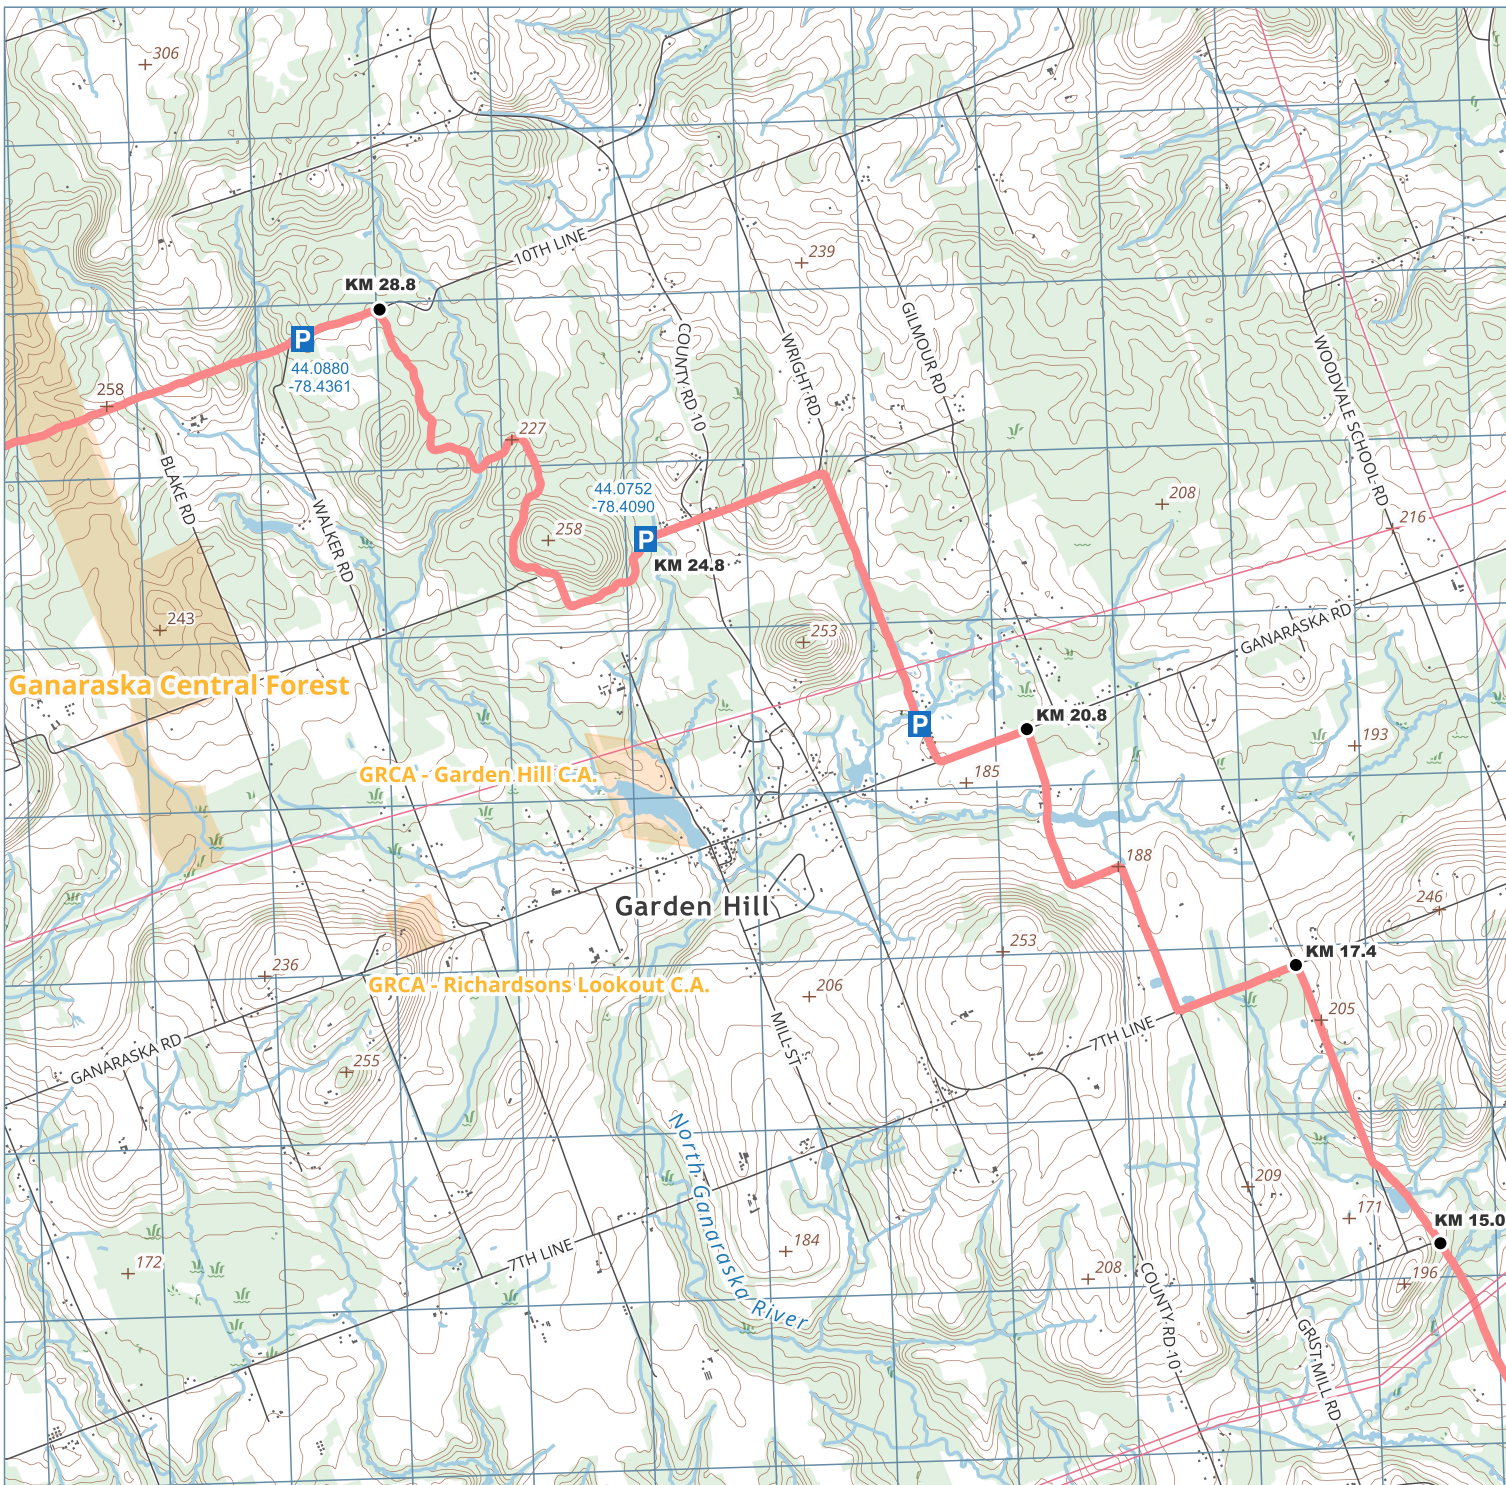 306
239
10TH LINE
KM 28.8
P
44.0880
-78.4361
258
COUNTY RD 10
WRIGHT RD
GILMOUR RD
WOODVALE SCHOOL RD
227
BLAKE RD
WALKER RD
44.0752
-78.4090
P
KM 24.8
258
208
216
243
253
GANARASKA RD
Ganaraska Central Forest
P
KM 20.8
193
185
GRCA - Garden Hill C.A.
188
Garden Hill
246
253
KM 17.4
236
GRCA - Richardsons Lookout C.A.
206
205
MILL ST
7TH LINE
GANARASKA RD
255
North Ganaraska River
209
171
KM 15.0
184
7TH LINE
172
208
196
COUNTY RD 10
GRIST MILL RD